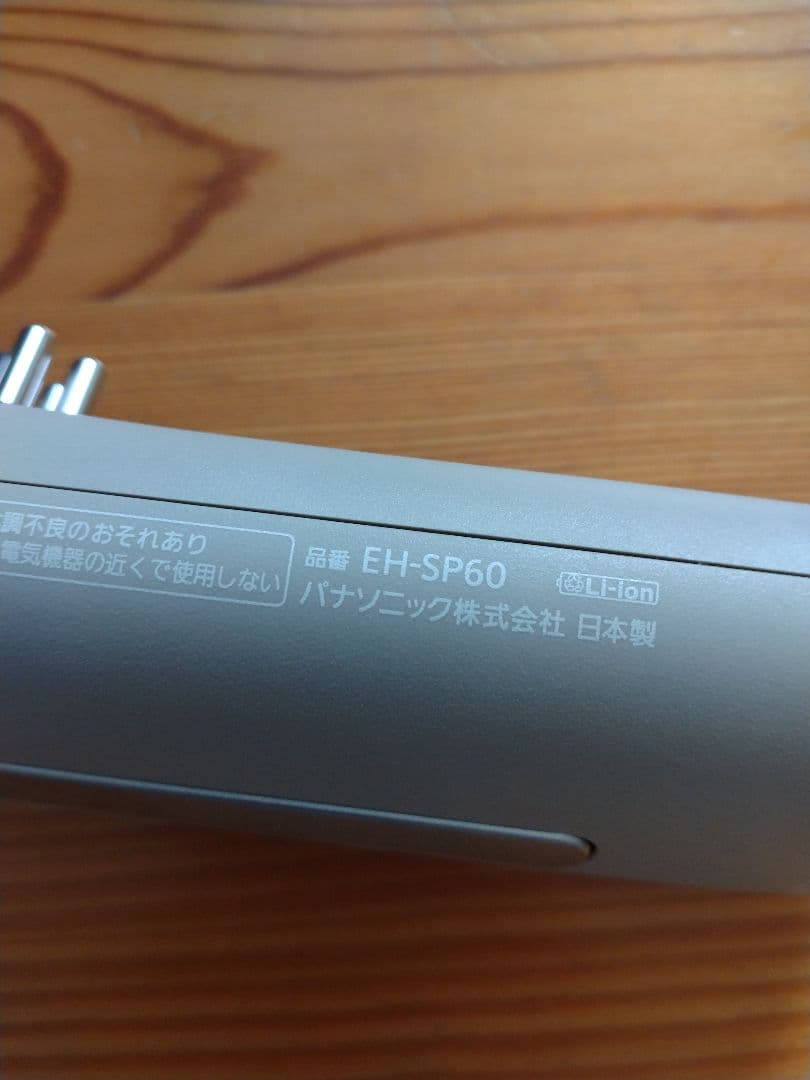 調不良のおそれあり
電気機器の近くで使用しない
品番 EH-SP60
Li-ion
パナソニック株式会社 日本製